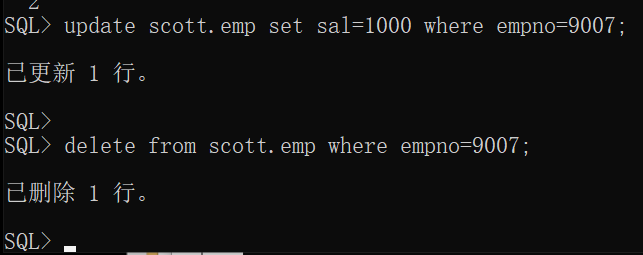 2
SQL> update scott.emp set sal=1000 where empno=9007;
已更新 1 行。
SQL>
SQL> delete from scott.emp where empno=9007;
已删除 1 行。
SQL>